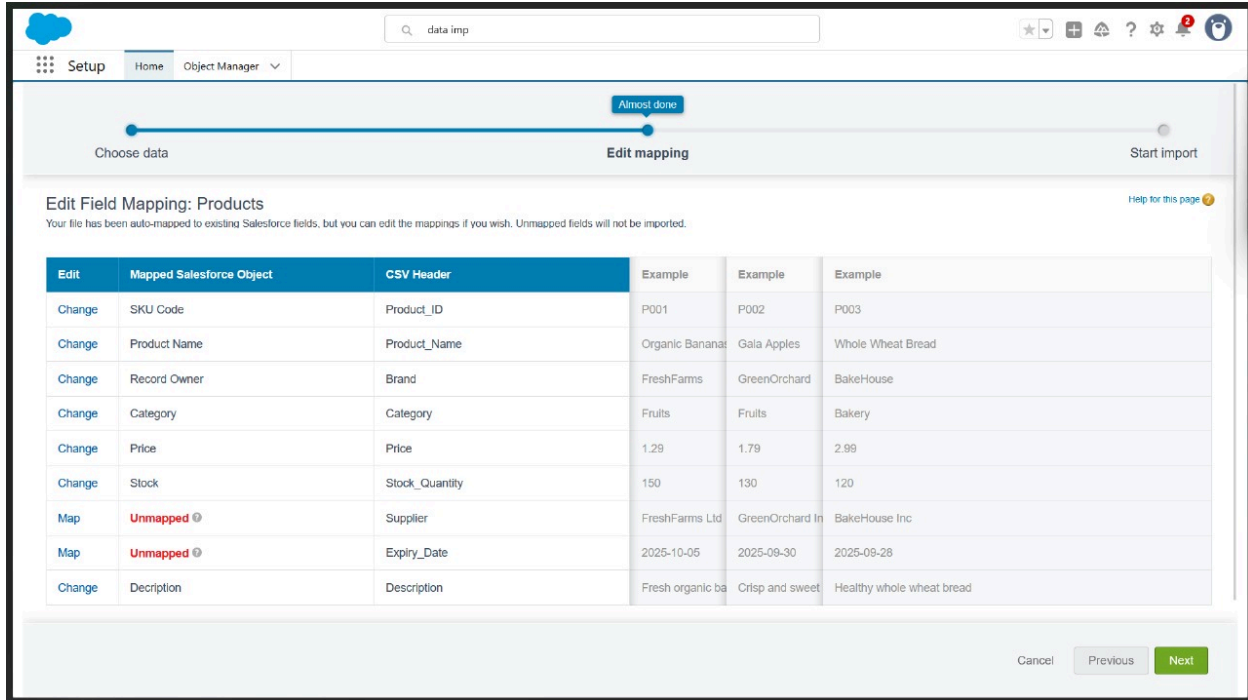 data imp
2
Setup Home Object Manager
Almost done
Choose data Edit mapping Start import
Edit Field Mapping: Products
Help for this page
Your file has been auto-mapped to existing Salesforce fields, but you can edit the mappings if you wish. Unmapped fields will not be imported.
Edit Mapped Salesforce Object CSV Header Example Example Example
Change SKU Code Product_ID P001 P002 P003
Change Product Name Product_Name Organic Bananas Gala Apples Whole Wheat Bread
Change Record Owner Brand FreshFarms GreenOrchard BakeHouse
Change Category Category Fruits Fruits Bakery
Change Price Price 1.29 1.79 2.99
Change Stock Stock_Quantity 150 130 120
Map Unmapped ? Supplier FreshFarms Ltd GreenOrchard In BakeHouse Inc
Map Unmapped ? Expiry_Date 2025-10-05 2025-09-30 2025-09-28
Change Decription Description Fresh organic ba Crisp and sweet Healthy whole wheat bread
Cancel Previous Next